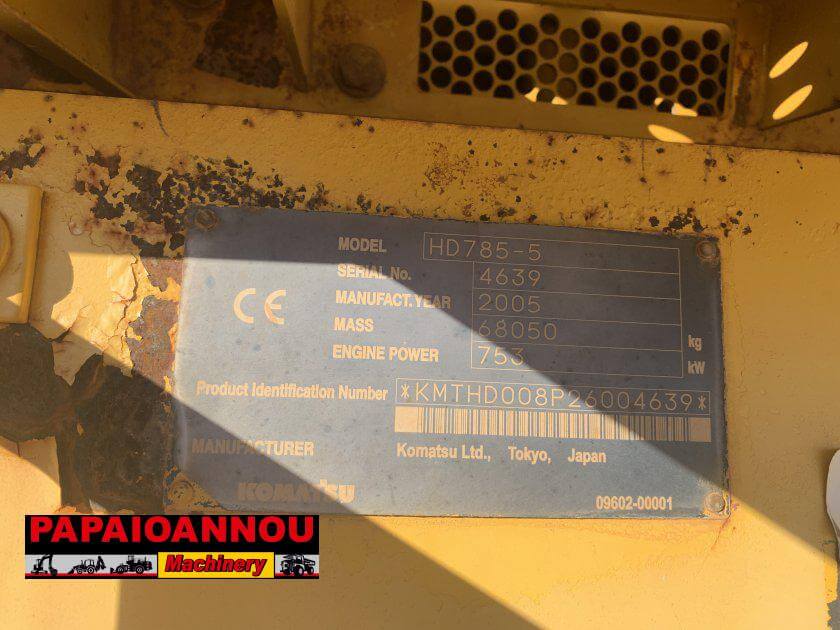 MODEL HD785-5
SERIAL No. 4639
MANUFACT.YEAR 2005
MASS 68050 kg
ENGINE POWER 753 kW
CE
Product Identification Number *KMTHD008P26004639*
MANUFACTURER Komatsu Ltd., Tokyo, Japan
KOMATSU
09602-00001
PAPAIOANNOU
Machinery